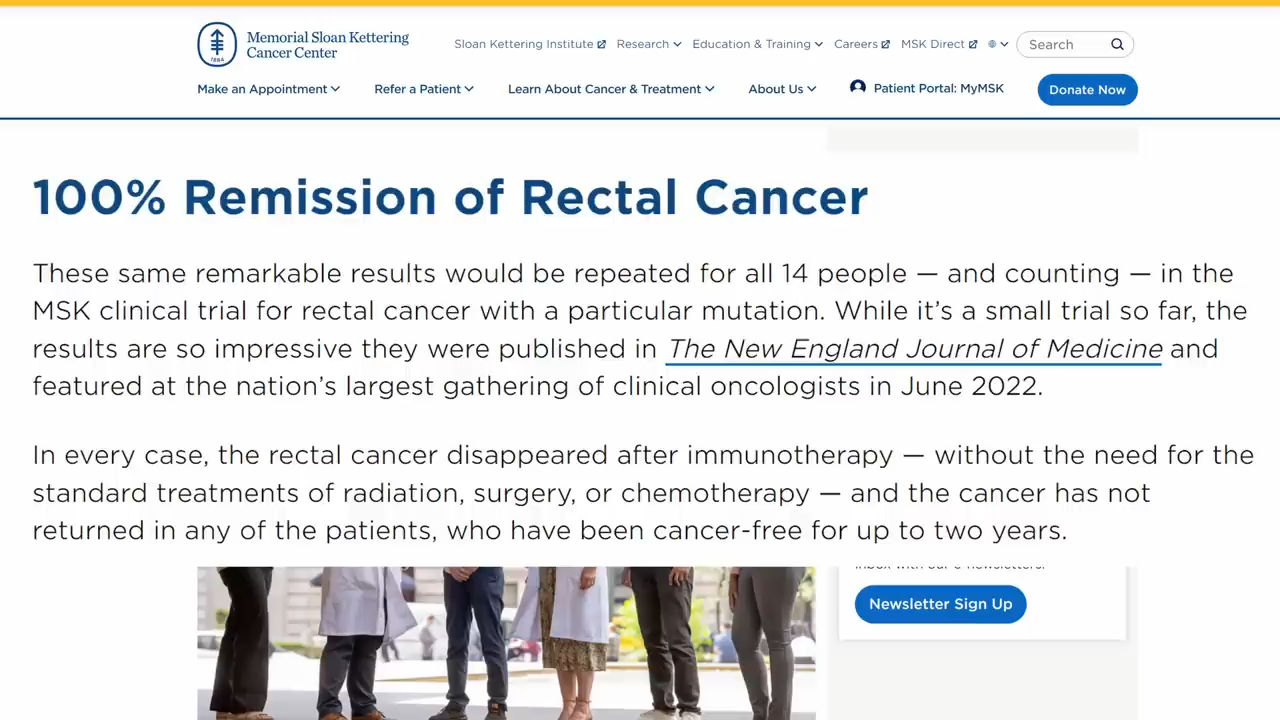 Memorial Sloan Kettering
Cancer Center
1884
Sloan Kettering Institute Research Education & Training Careers MSK Direct Search
Make an Appointment Refer a Patient Learn About Cancer & Treatment About Us Patient Portal: MyMSK Donate Now
100% Remission of Rectal Cancer
These same remarkable results would be repeated for all 14 people — and counting — in the
MSK clinical trial for rectal cancer with a particular mutation. While it’s a small trial so far, the
results are so impressive they were published in The New England Journal of Medicine and
featured at the nation’s largest gathering of clinical oncologists in June 2022.
In every case, the rectal cancer disappeared after immunotherapy — without the need for the
standard treatments of radiation, surgery, or chemotherapy — and the cancer has not
returned in any of the patients, who have been cancer-free for up to two years.
Newsletter Sign Up